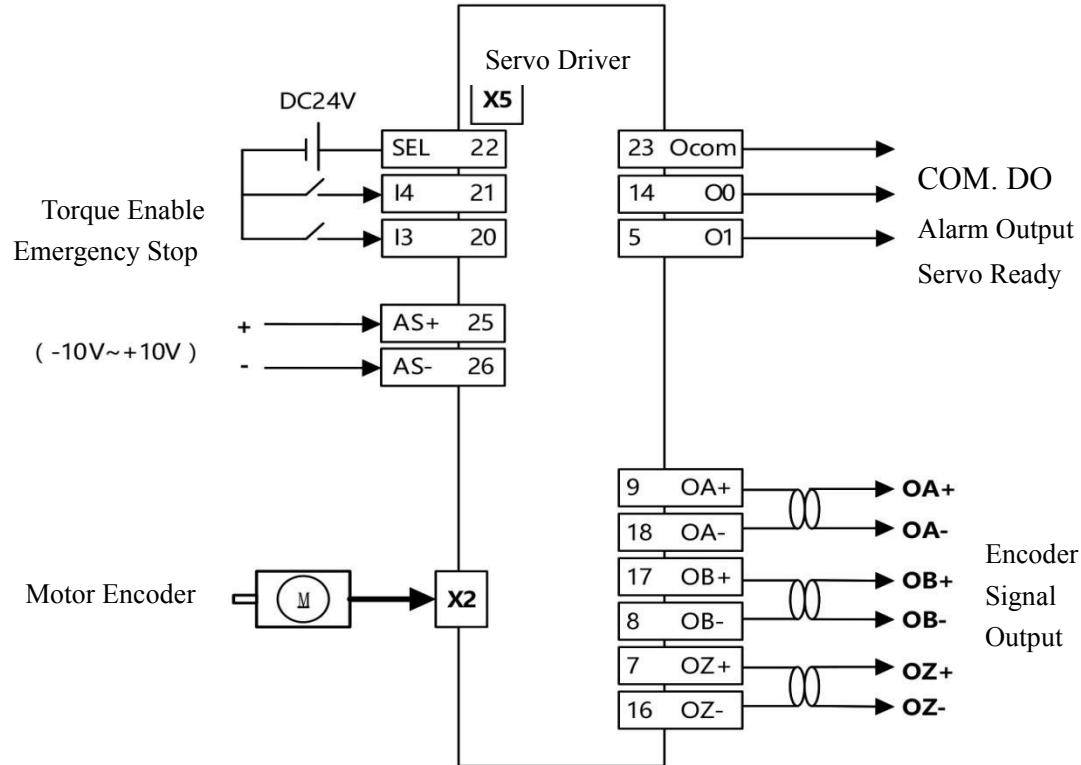 Servo Driver
X5
DC24V
SEL 22
I4 21
I3 20
Torque Enable
Emergency Stop
AS+ 25
AS- 26
+
( -10V~+10V )
-
23 Ocom
14 O0
5 O1
COM. DO
Alarm Output
Servo Ready
Motor Encoder
M
X2
9 OA+
18 OA-
17 OB+
8 OB-
7 OZ+
16 OZ-
OA+
OA-
OB+
OB-
OZ+
OZ-
Encoder
Signal
Output